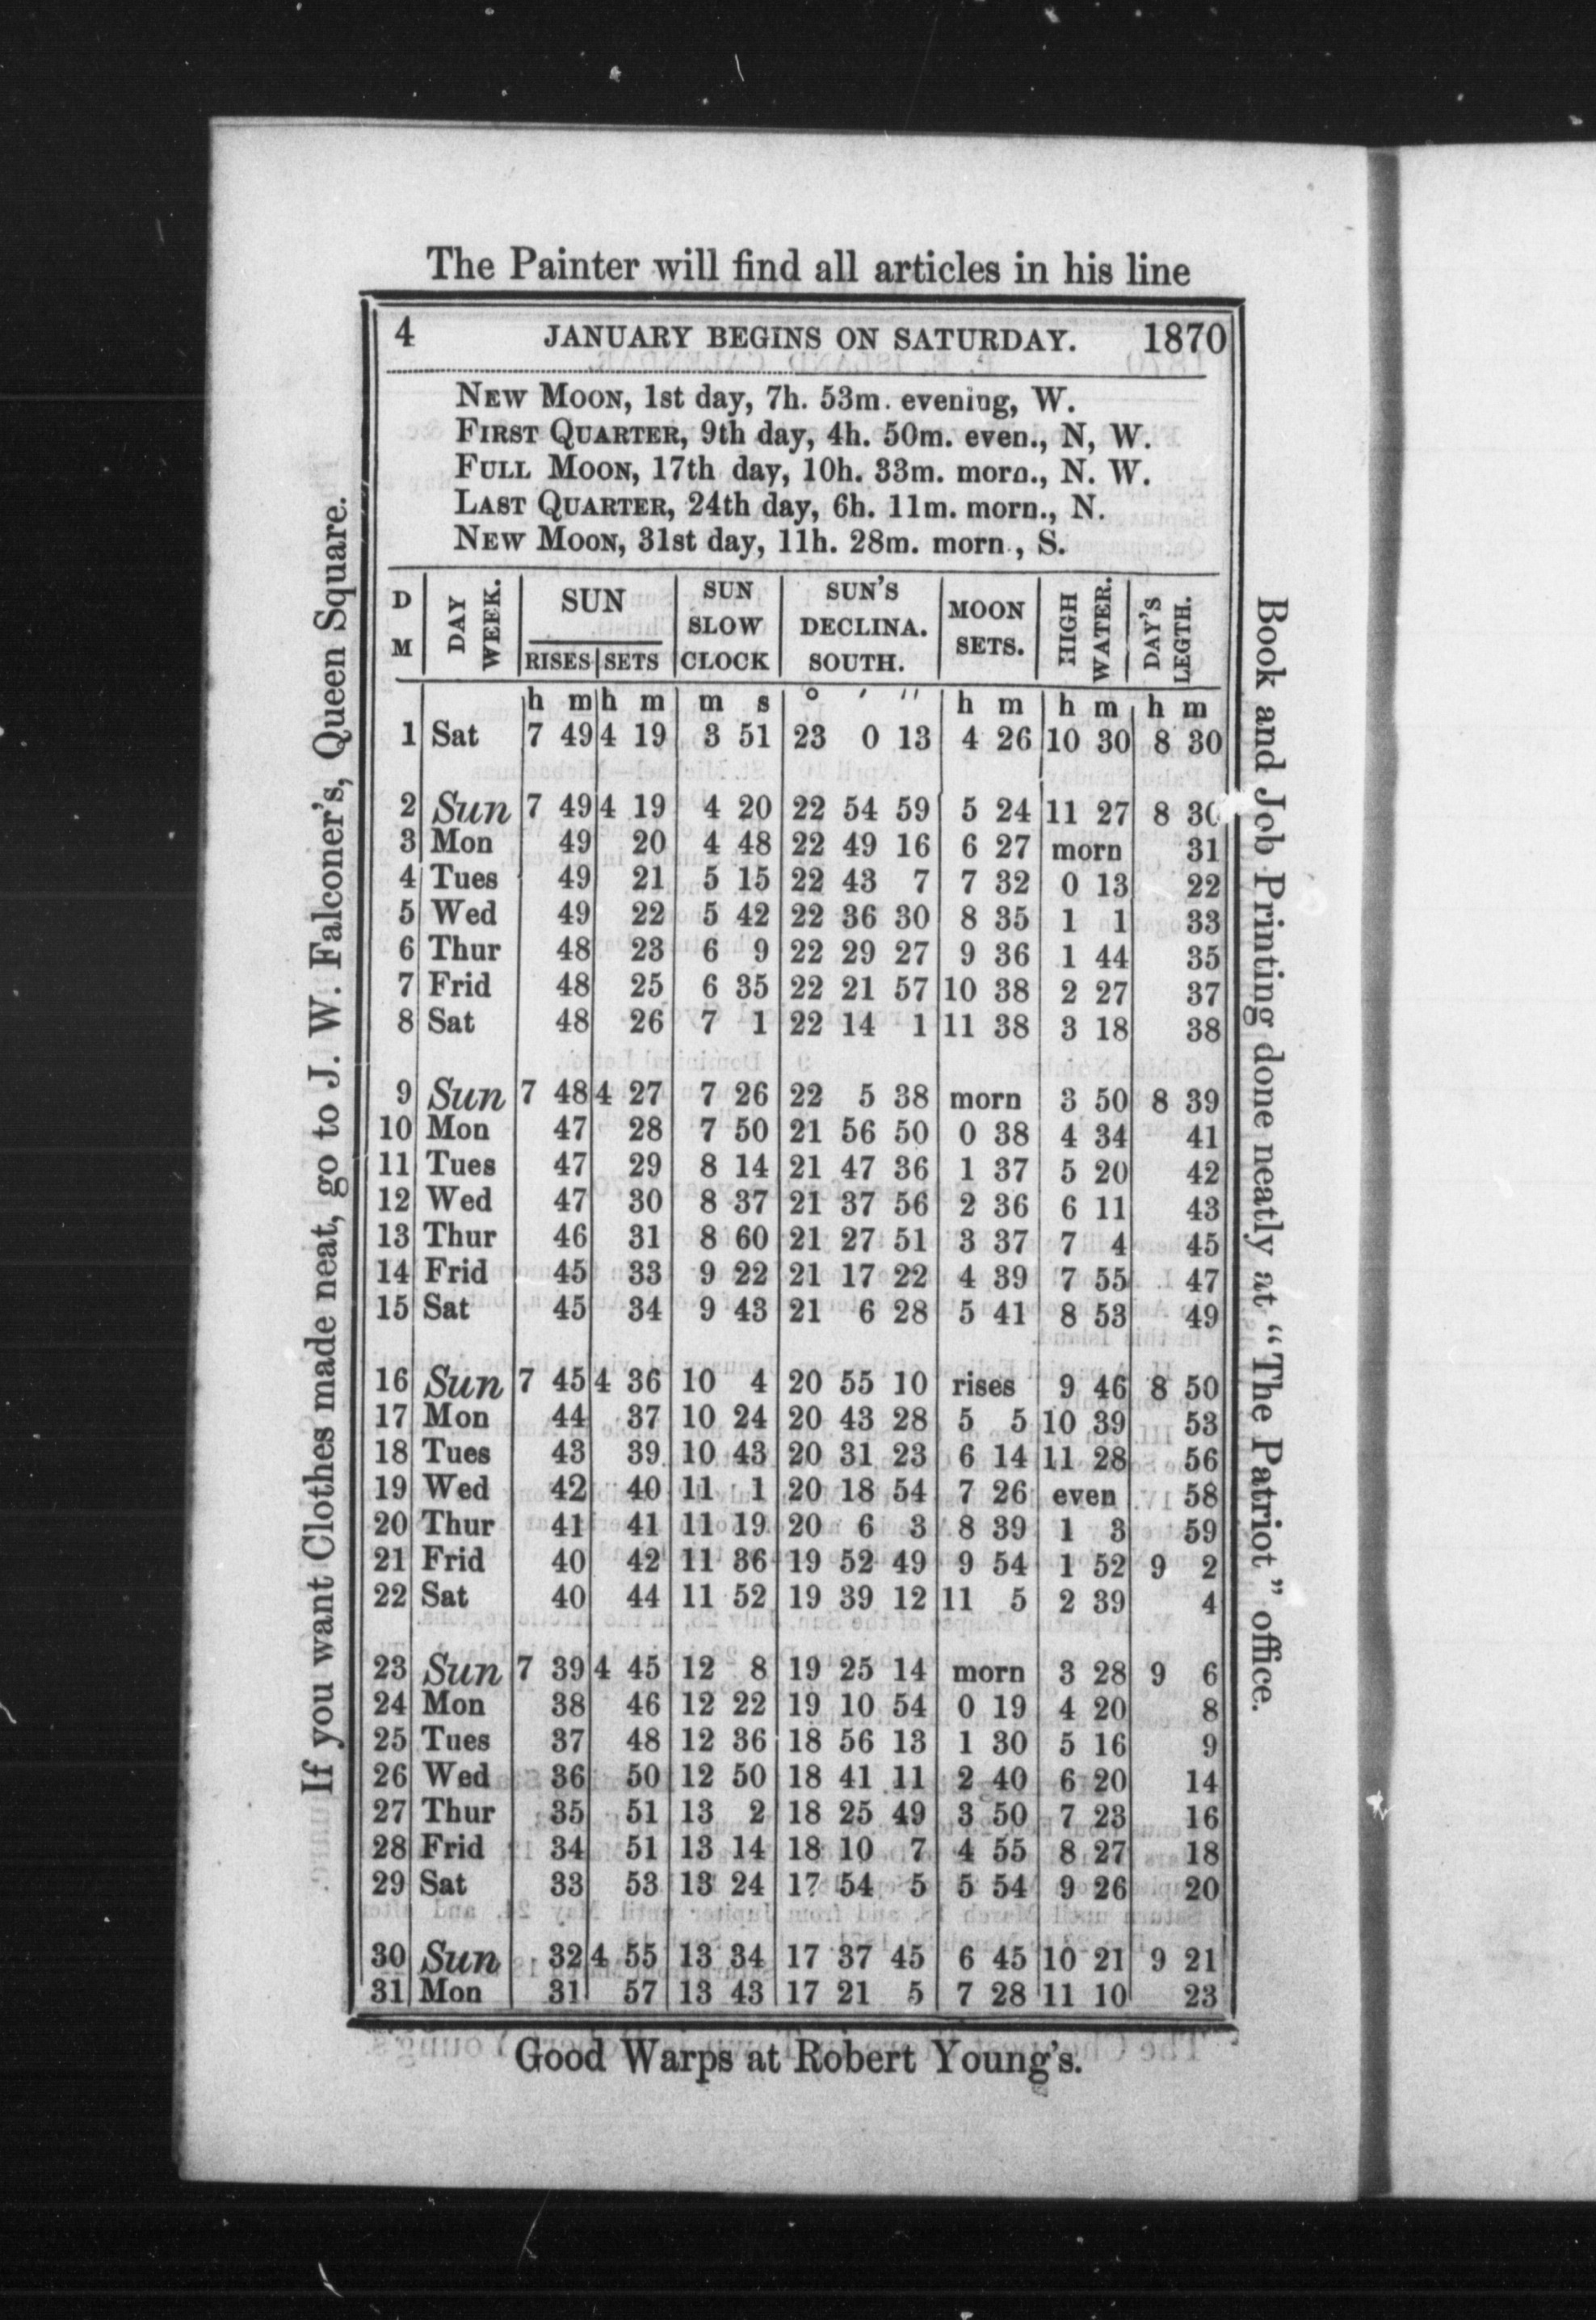 The Painter will find all articles in his line
4 JANUARY BEGINS ON SATURDAY. 1870
NEW MOON, 1st day, 7h. 53m. evening, W.
FIRST QUARTER, 9th day, 4h. 50m. even., N, W.
FULL MOON, 17th day, 10h. 33m. morn., N. W.
LAST QUARTER, 24th day, 6h. 11m. morn., N.
NEW MOON, 31st day, 11h. 28m. morn., S.
D M DAY WEEK. SUN RISES SETS SUN SLOW CLOCK SUN'S DECLINA. SOUTH. MOON SETS. HIGH WATER. DAY'S LEGTH.
h m h m m s ° ′ ″ h m h m h m
1 Sat 7 49 4 19 3 51 23 0 13 4 26 10 30 8 30
2 Sun 7 49 4 19 4 20 22 54 59 5 24 11 27 8 30
3 Mon 49 20 4 48 22 49 16 6 27 morn 31
4 Tues 49 21 5 15 22 43 7 7 32 0 13 22
5 Wed 49 22 5 42 22 36 30 8 35 1 1 33
6 Thur 48 23 6 9 22 29 27 9 36 1 44 35
7 Frid 48 25 6 35 22 21 57 10 38 2 27 37
8 Sat 48 26 7 1 22 14 1 11 38 3 18 38
9 Sun 7 48 4 27 7 26 22 5 38 morn 3 50 8 39
10 Mon 47 28 7 50 21 56 50 0 38 4 34 41
11 Tues 47 29 8 14 21 47 36 1 37 5 20 42
12 Wed 47 30 8 37 21 37 56 2 36 6 11 43
13 Thur 46 31 8 60 21 27 51 3 37 7 4 45
14 Frid 45 33 9 22 21 17 22 4 39 7 55 47
15 Sat 45 34 9 43 21 6 28 5 41 8 53 49
16 Sun 7 45 4 36 10 4 20 55 10 rises 9 46 8 50
17 Mon 44 37 10 24 20 43 28 5 5 10 39 53
18 Tues 43 39 10 43 20 31 23 6 14 11 28 56
19 Wed 42 40 11 1 20 18 54 7 26 even 58
20 Thur 41 41 11 19 20 6 3 8 39 1 3 59
21 Frid 40 42 11 36 19 52 49 9 54 1 52 9 2
22 Sat 40 44 11 52 19 39 12 11 5 2 39 4
23 Sun 7 39 4 45 12 8 19 25 14 morn 3 28 9 6
24 Mon 38 46 12 22 19 10 54 0 19 4 20 8
25 Tues 37 48 12 36 18 56 13 1 30 5 16 9
26 Wed 36 50 12 50 18 41 11 2 40 6 20 14
27 Thur 35 51 13 2 18 25 49 3 50 7 23 16
28 Frid 34 51 13 14 18 10 7 4 55 8 27 18
29 Sat 33 53 13 24 17 54 5 5 54 9 26 20
30 Sun 32 4 55 13 34 17 37 45 6 45 10 21 9 21
31 Mon 31 57 13 43 17 21 5 7 28 11 10 23
Good Warps at Robert Young's.
If you want Clothes made neat, go to J. W. Falconer's, Queen Square.
Book and Job Printing done neatly at "The Patriot" office.